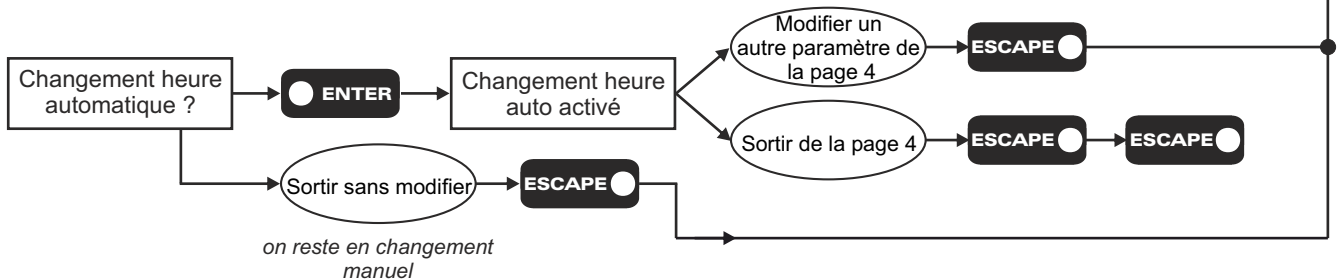 Changement heure
automatique ?
ENTER
Changement heure
auto activé
Modifier un
autre paramètre de
la page 4
ESCAPE
Sortir de la page 4
ESCAPE
ESCAPE
Sortir sans modifier
ESCAPE
on reste en changement
manuel